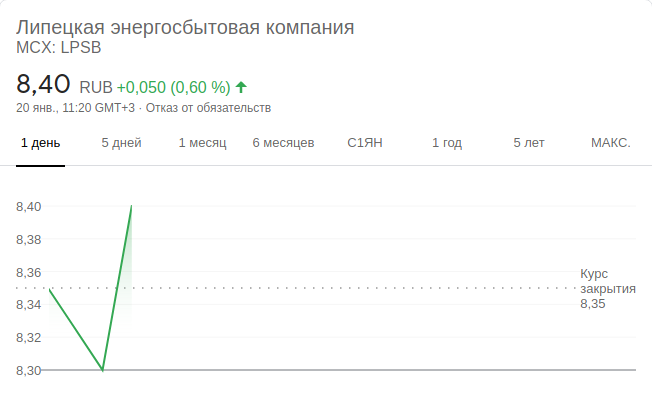 Липецкая энергосбытовая компания
MCX: LPSB
8,40 RUB +0,050 (0,60 %)
20 янв., 11:20 GMT+3 · Отказ от обязательств
1 день 5 дней 1 месяц 6 месяцев С1ЯН 1 год 5 лет МАКС.
8,40
8,38
8,36
8,34
8,32
8,30
Курс
закрытия
8,35